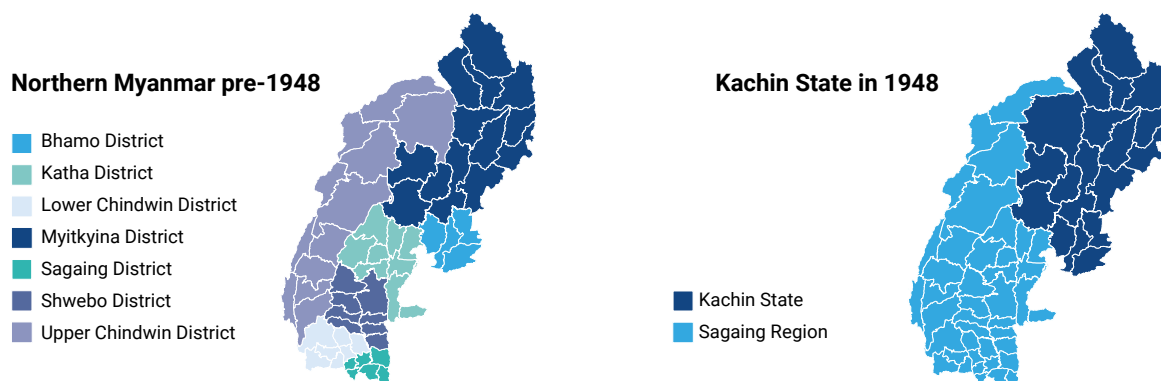 Northern Myanmar pre-1948
Bhamo District
Katha District
Lower Chindwin District
Myitkyina District
Sagaing District
Shwebo District
Upper Chindwin District
Kachin State in 1948
Kachin State
Sagaing Region